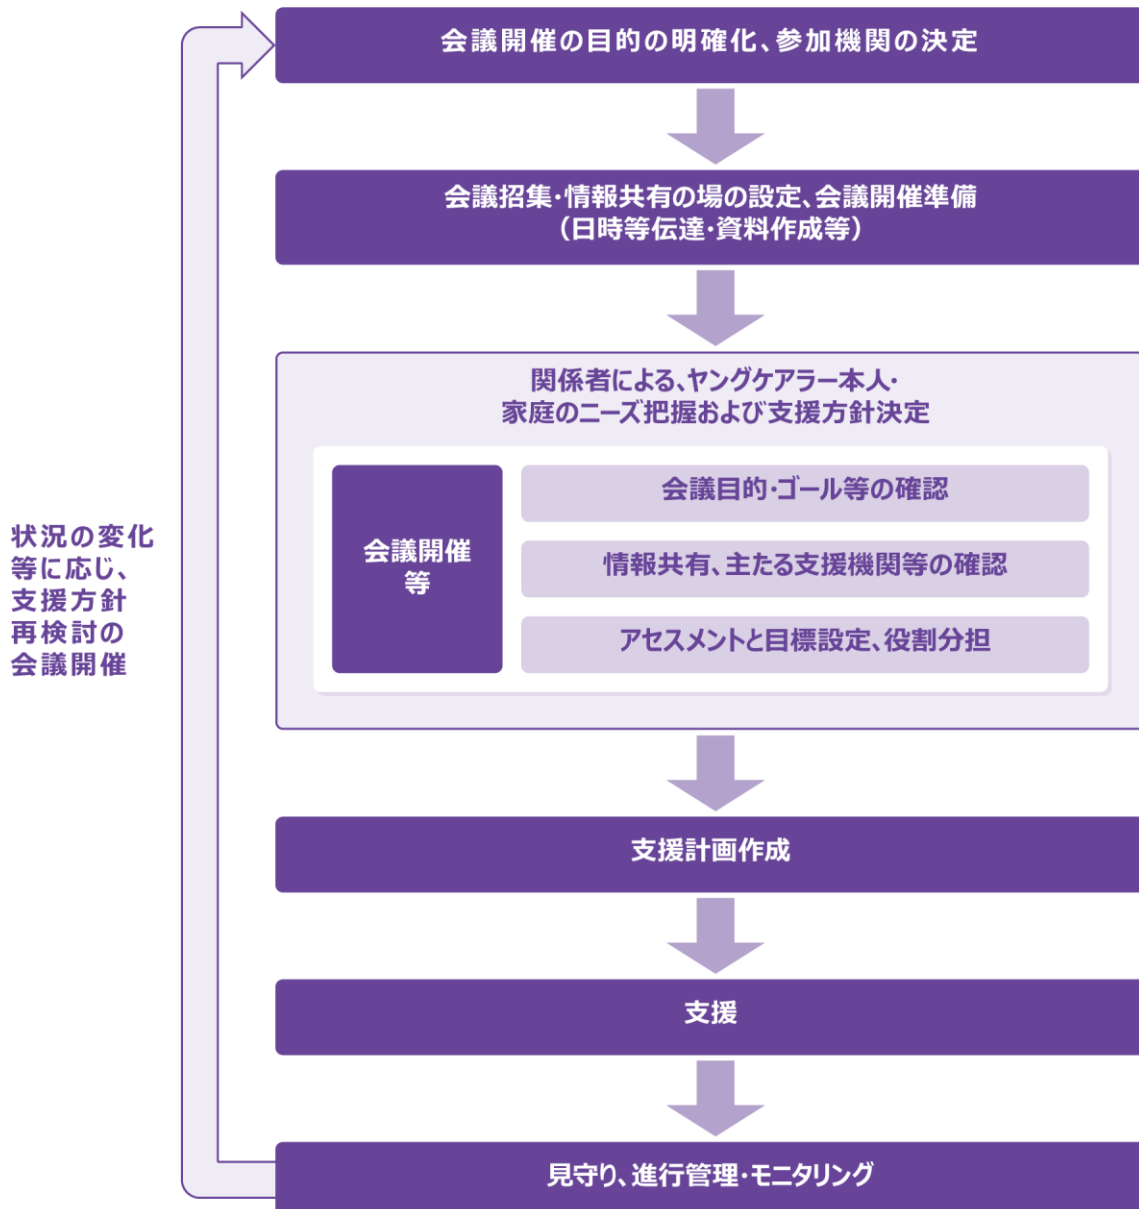 会議開催の目的の明確化、参加機関の決定
会議招集・情報共有の場の設定、会議開催準備
（日時等伝達・資料作成等）
関係者による、ヤングケアラー本人・
家庭のニーズ把握および支援方針決定
会議開催
等
会議目的・ゴール等の確認
情報共有、主たる支援機関等の確認
アセスメントと目標設定、役割分担
状況の変化
等に応じ、
支援方針
再検討の
会議開催
支援計画作成
支援
見守り、進行管理・モニタリング